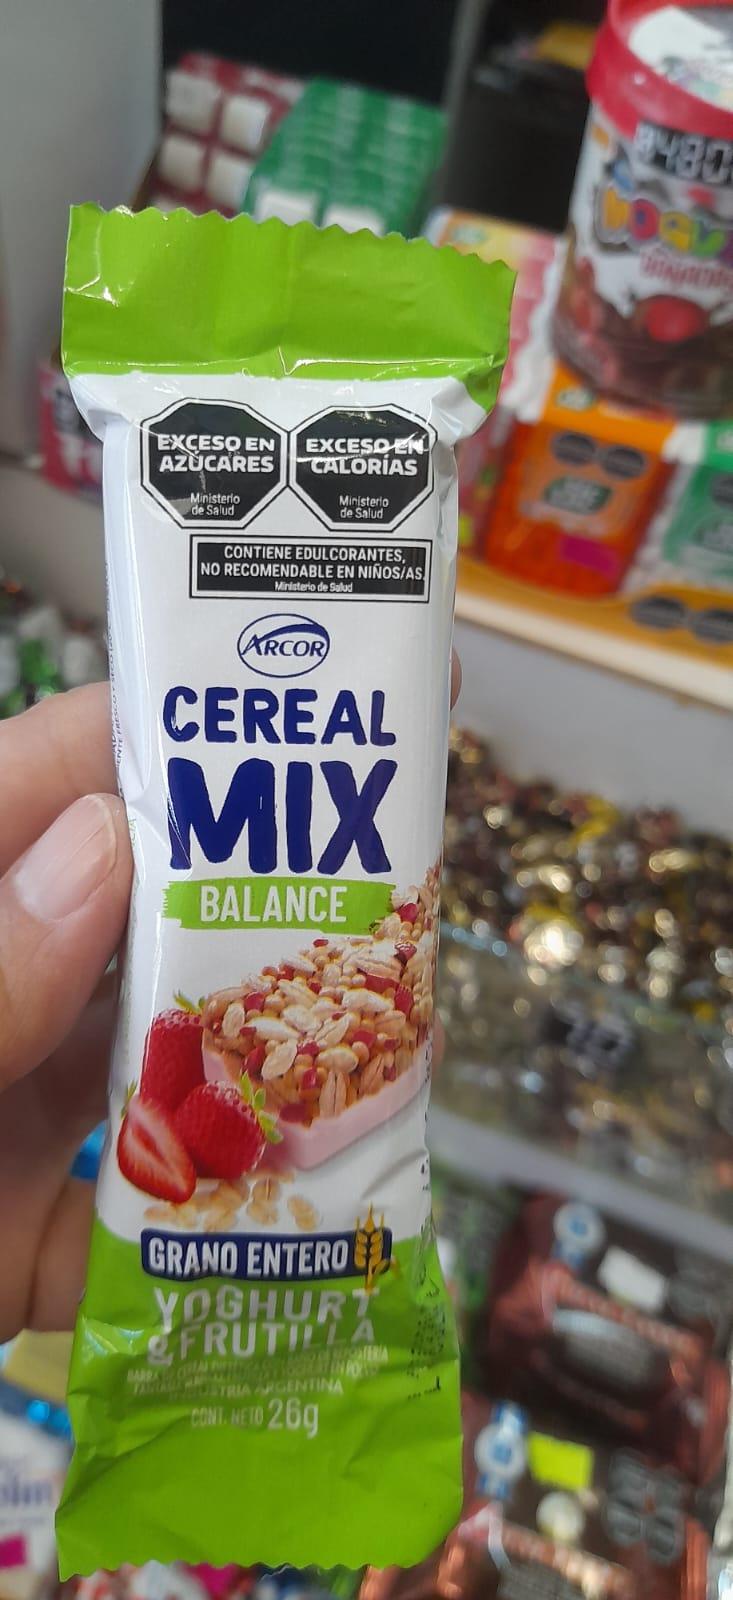 EXCESO EN
AZÚCARES
Ministerio
de Salud
EXCESO EN
CALORÍAS
Ministerio
de Salud
CONTIENE EDULCORANTES,
NO RECOMENDABLE EN NIÑOS/AS.
Ministerio de Salud
ARCOR
CEREAL
MIX
BALANCE
GRANO ENTERO
YOGHURT
& FRUTILLA
INDUSTRIA ARGENTINA
CONT. NETO 26g